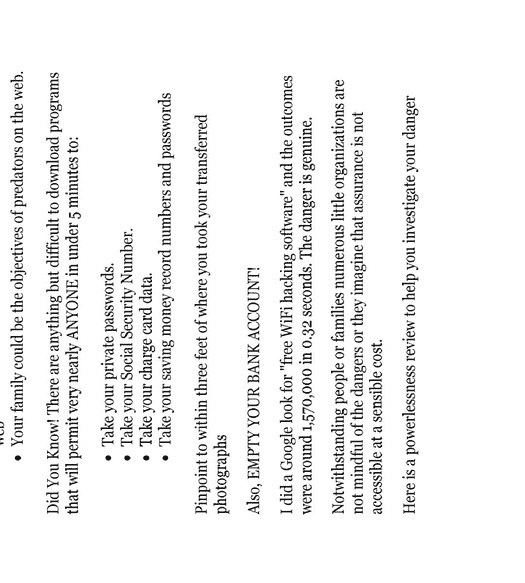 web
• Your family could be the objectives of predators on the web.
Did You Know! There are anything but difficult to download programs
that will permit very nearly ANYONE in under 5 minutes to:
• Take your private passwords.
• Take your Social Security Number.
• Take your charge card data.
• Take your saving money record numbers and passwords
Pinpoint to within three feet of where you took your transferred
photographs
Also, EMPTY YOUR BANK ACCOUNT!
I did a Google look for "free WiFi hacking software" and the outcomes
were around 1,570,000 in 0.32 seconds. The danger is genuine.
Notwithstanding people or families numerous little organizations are
not mindful of the dangers or they imagine that assurance is not
accessible at a sensible cost.
Here is a powerlessness review to help you investigate your danger